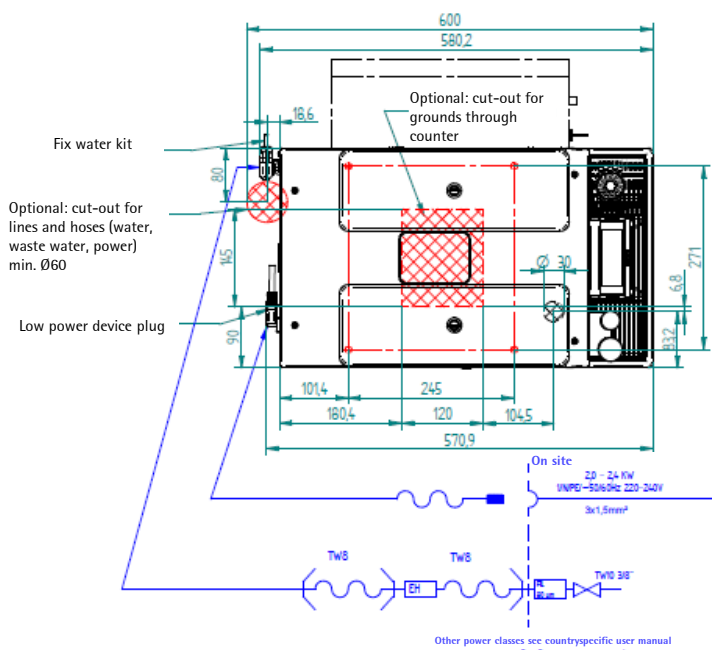 600
580,2
18,6
Optional: cut-out for
grounds through
counter
Fix water kit
80
Optional: cut-out for
lines and hoses (water,
waste water, power)
min. Ø60
145
Ø 30
271
6,8
Low power device plug
90
83,2
101,4
245
180,4
120
104,5
570,9
On site
2,0 - 2,4 KW
1/N/PE/~50/60Hz 220-240V
3x1,5mm²
TW8
TW8
TW10 3/8"
EH
Other power classes see countryspecific user manual